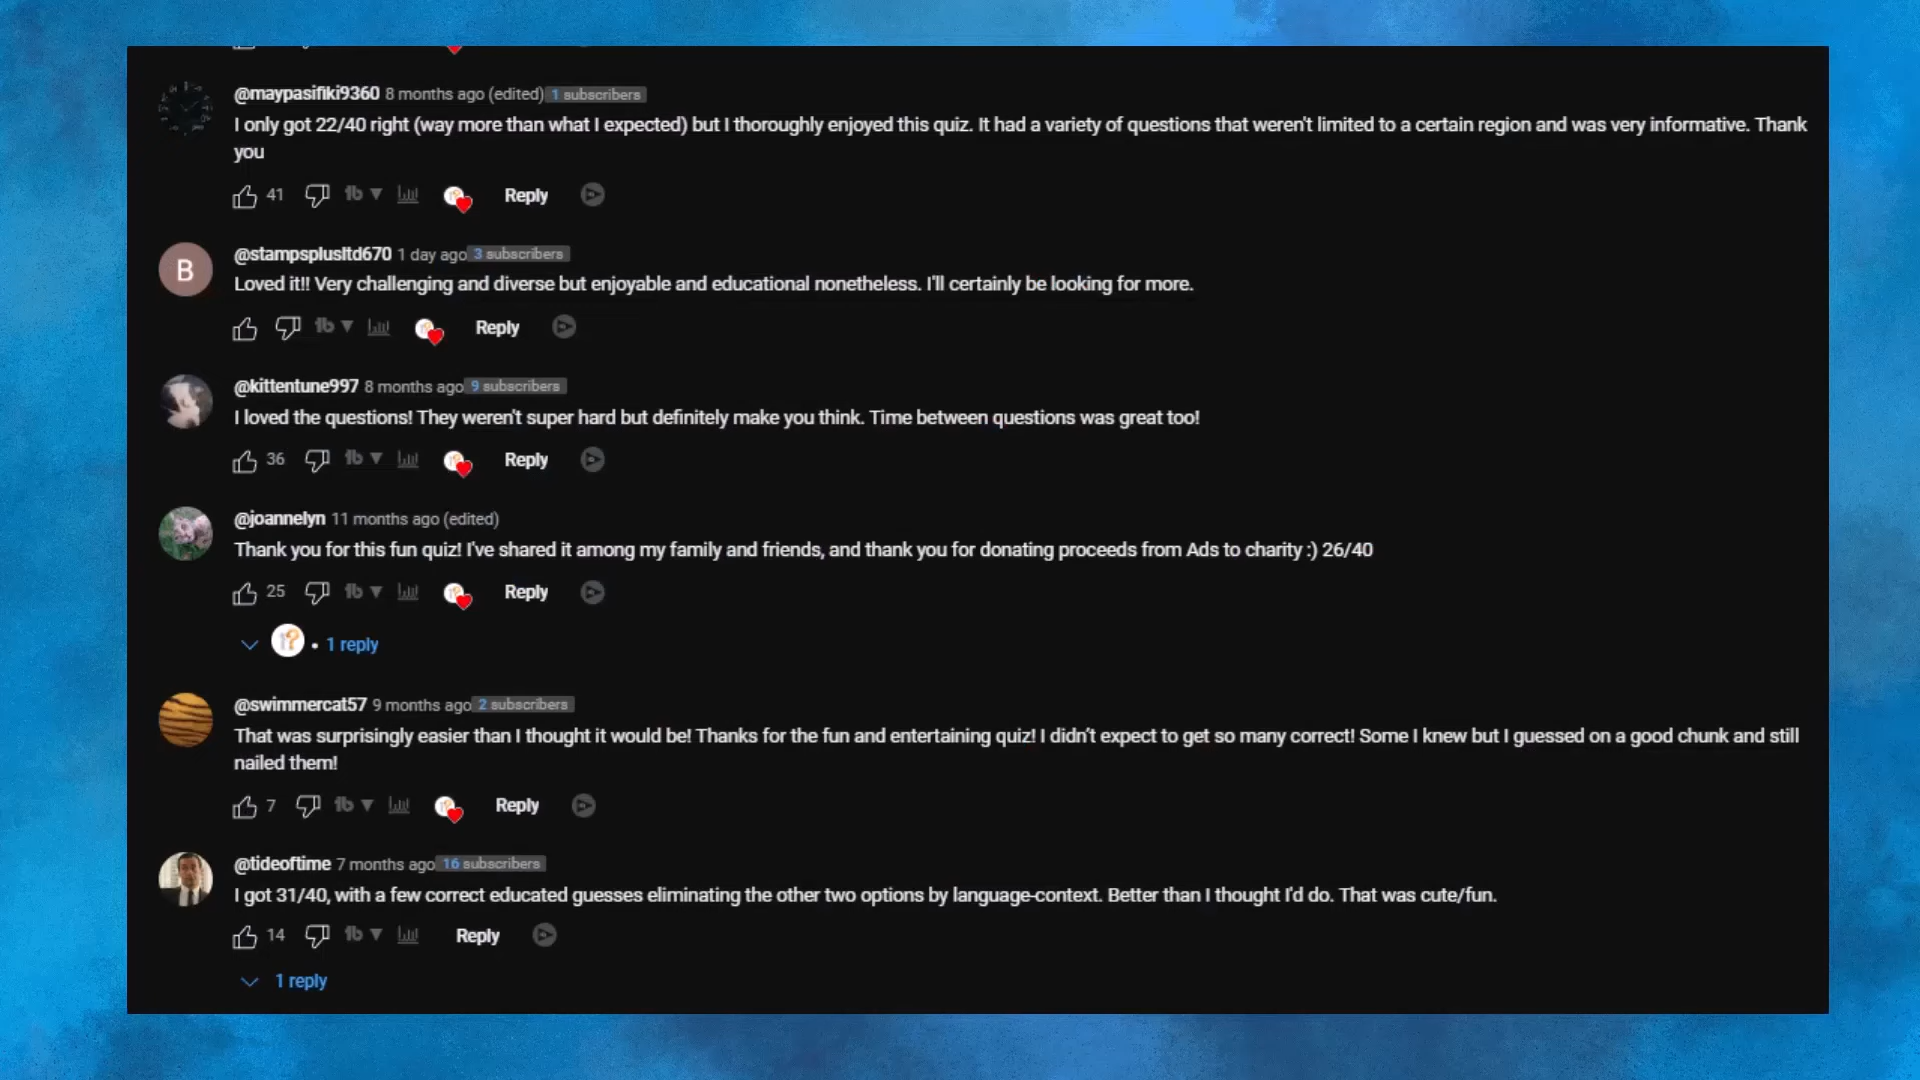 @maypasifiki9360 8 months ago (edited) 1 subscribers
I only got 22/40 right (way more than what I expected) but I thoroughly enjoyed this quiz. It had a variety of questions that weren't limited to a certain region and was very informative. Thank
you
41 Reply
@stampsplusltd670 1 day ago 3 subscribers
B
Loved it!! Very challenging and diverse but enjoyable and educational nonetheless. I'll certainly be looking for more.
Reply
@kittentune997 8 months ago 9 subscribers
I loved the questions! They weren't super hard but definitely make you think. Time between questions was great too!
36 Reply
@joannelyn 11 months ago (edited)
Thank you for this fun quiz! I've shared it among my family and friends, and thank you for donating proceeds from Ads to charity :) 26/40
25 Reply
• 1 reply
@swimmercat57 9 months ago 2 subscribers
That was surprisingly easier than I thought it would be! Thanks for the fun and entertaining quiz! I didn't expect to get so many correct! Some I knew but I guessed on a good chunk and still
nailed them!
7 Reply
@tideoftime 7 months ago 16 subscribers
I got 31/40, with a few correct educated guesses eliminating the other two options by language-context. Better than I thought I'd do. That was cute/fun.
14 Reply
1 reply